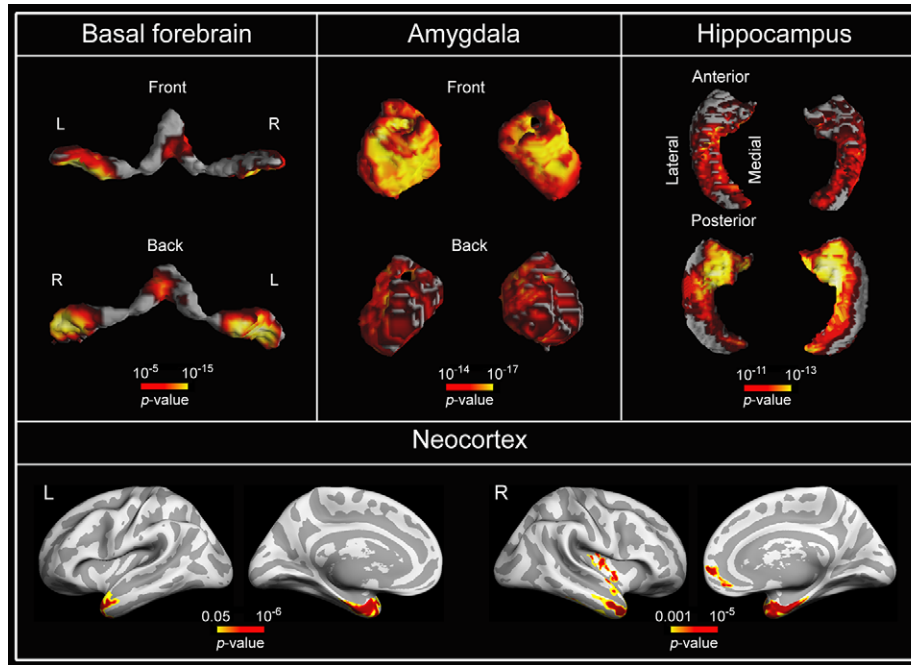 Basal forebrain
Amygdala
Hippocampus
Front
L
R
Back
R
L
10-5
10-15
p-value
Front
Back
10-14
10-17
p-value
Anterior
Lateral
Medial
Posterior
10-11
10-13
p-value
Neocortex
L
R
0.05
10-6
p-value
0.001
10-5
p-value